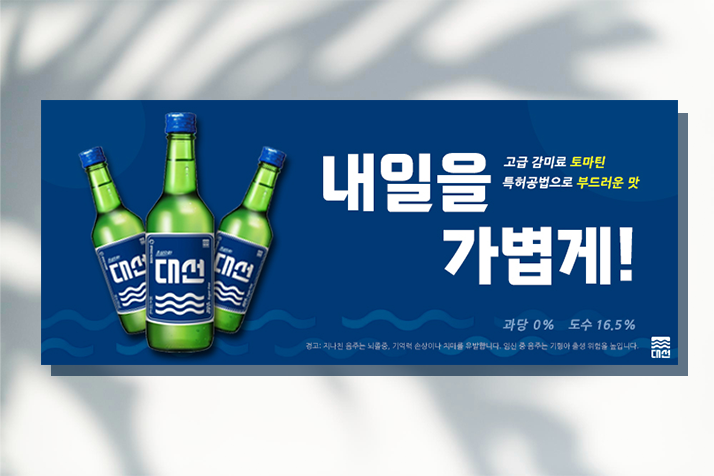 내일을
가볍게!
고급 감미료 토마틴
특허공법으로 부드러운 맛
대선
대선
대선
과당 0% 도수 16.5%
경고: 지나친 음주는 뇌졸중, 기억력 손상이나 치매를 유발합니다. 임신 중 음주는 기형아 출생 위험을 높입니다.
대선